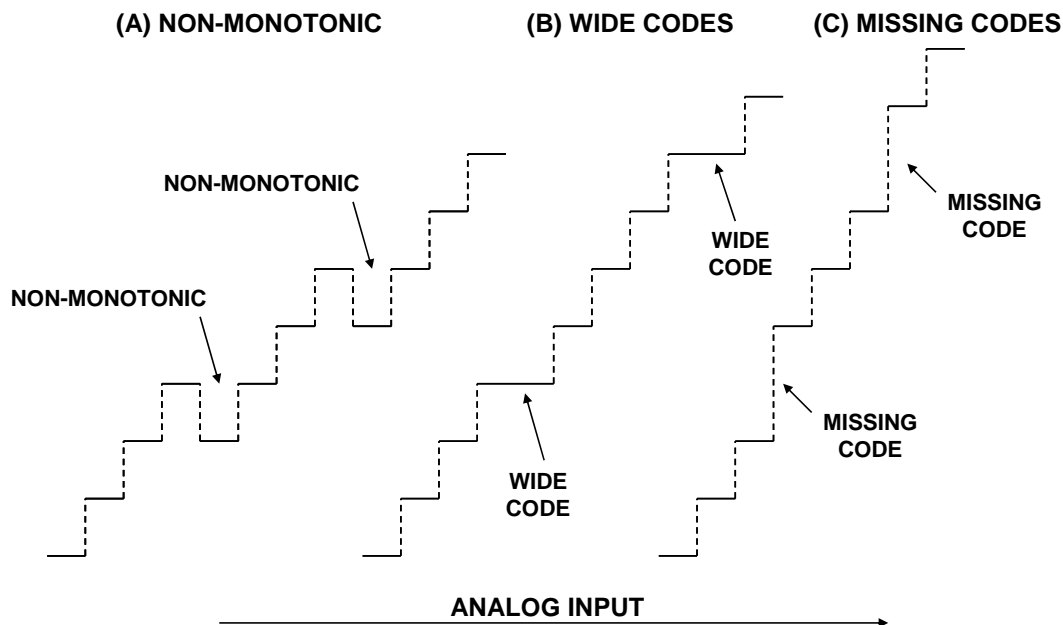 (A) NON-MONOTONIC
(B) WIDE CODES
(C) MISSING CODES
NON-MONOTONIC
NON-MONOTONIC
WIDE
CODE
WIDE
CODE
MISSING
CODE
MISSING
CODE
ANALOG INPUT